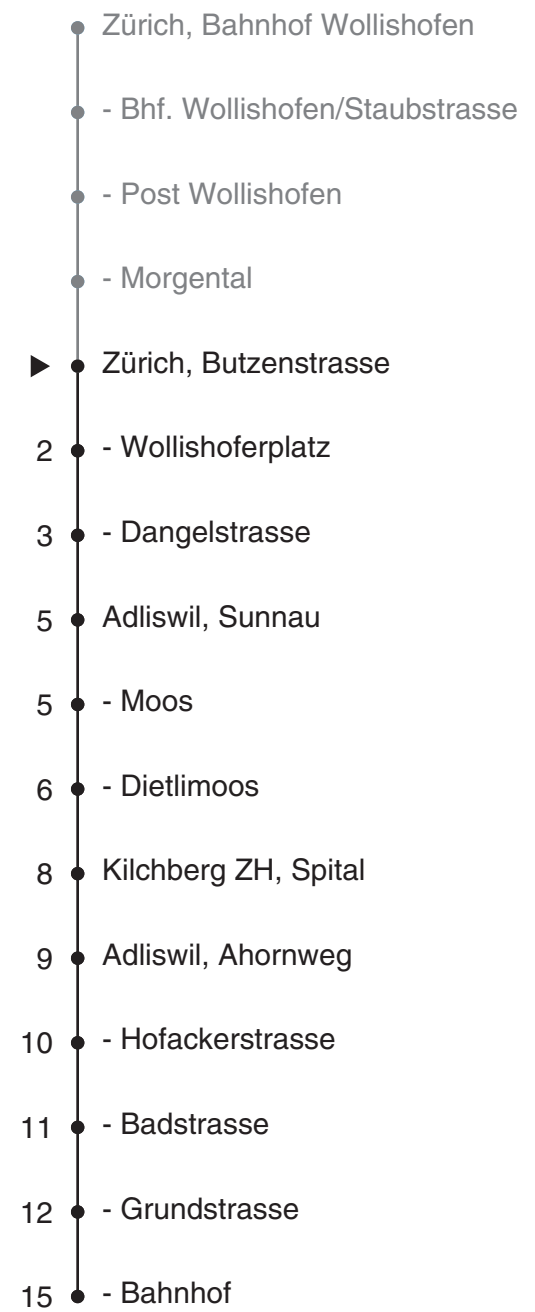 Zürich, Bahnhof Wollishofen
- Bhf. Wollishofen/Staubstrasse
- Post Wollishofen
- Morgental
Zürich, Butzenstrasse
2 - Wollishoferplatz
3 - Dangelstrasse
5 Adliswil, Sunnau
5 - Moos
6 - Dietlimoos
8 Kilchberg ZH, Spital
9 Adliswil, Ahornweg
10 - Hofackerstrasse
11 - Badstrasse
12 - Grundstrasse
15 - Bahnhof